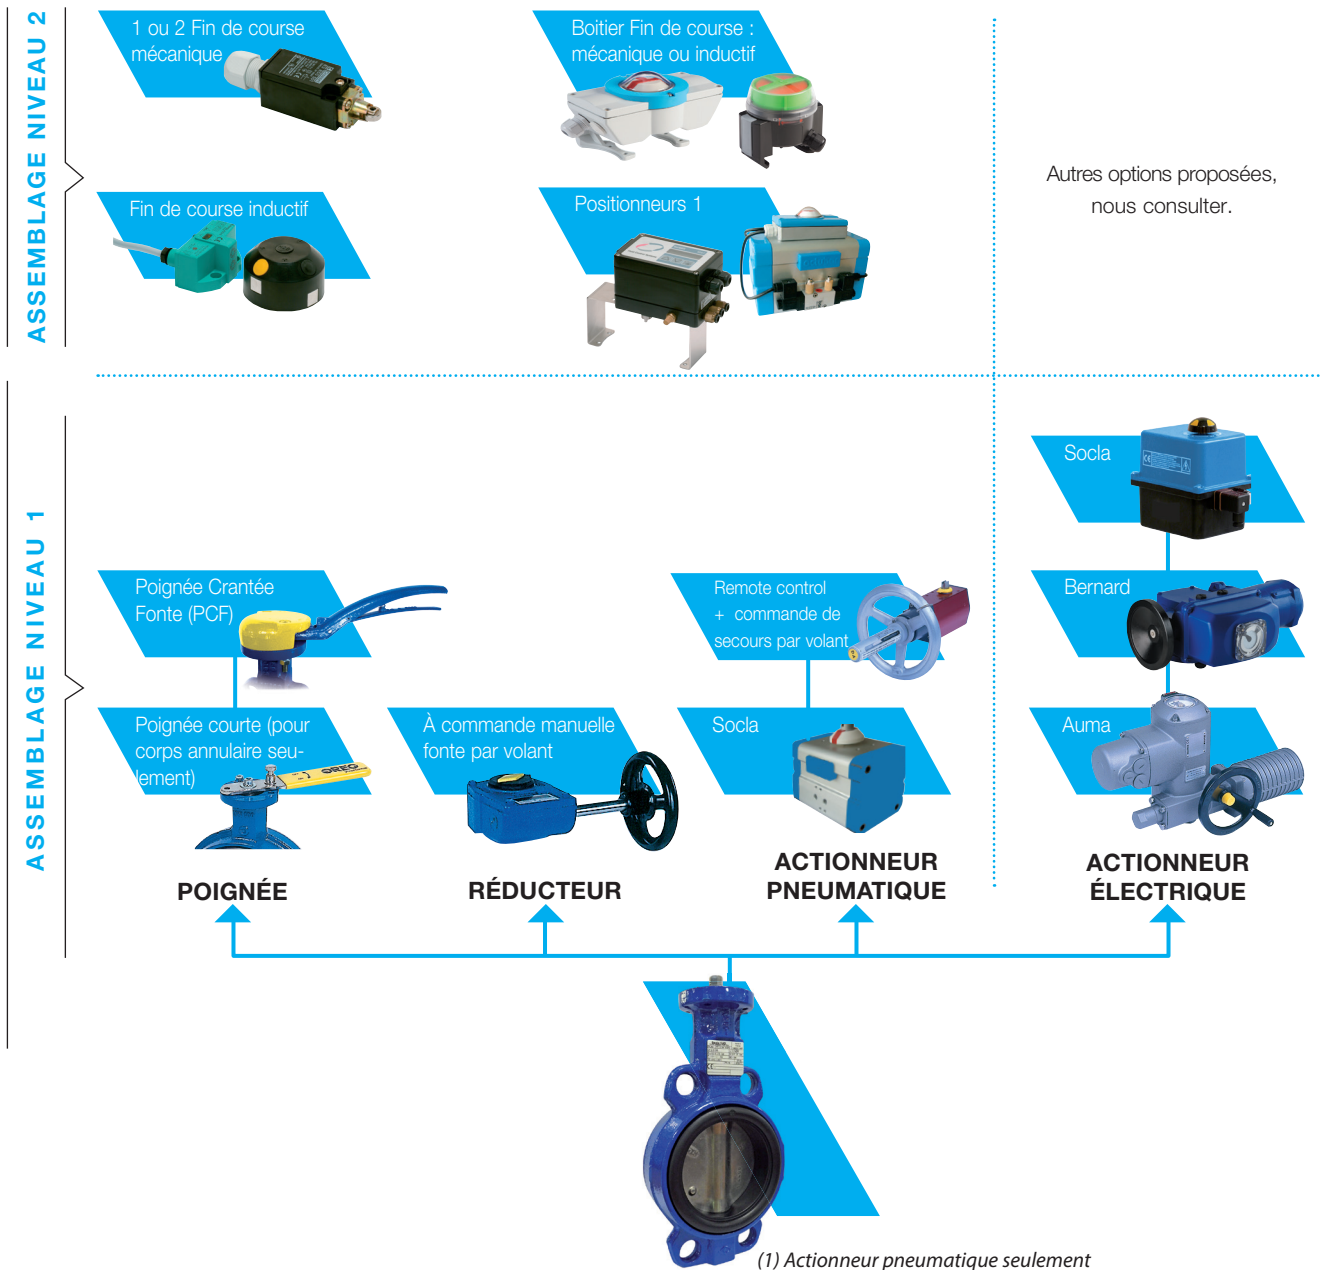 ASSEMBLAGE NIVEAU 2
1 ou 2 Fin de course
mécanique
Boitier Fin de course :
mécanique ou inductif
Fin de course inductif
Positionneurs 1
Autres options proposées,
nous consulter.
ASSEMBLAGE NIVEAU 1
Socla
Poignée Crantée
Fonte (PCF)
Remote control
+ commande de
secours par volant
Bernard
Poignée courte (pour
corps annulaire seu-
lement)
À commande manuelle
fonte par volant
Socla
Auma
POIGNÉE
RÉDUCTEUR
ACTIONNEUR
PNEUMATIQUE
ACTIONNEUR
ÉLECTRIQUE
(1) Actionneur pneumatique seulement